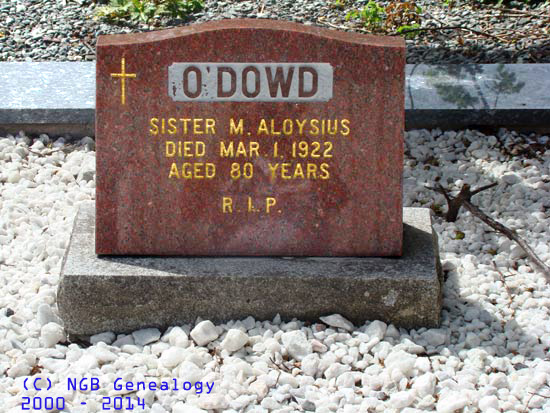 O'DOWD
SISTER M. ALOYSIUS
DIED MAR. 1, 1922
AGED 80 YEARS
R. I. P.
(C) NGB Genealogy
2000 - 2014